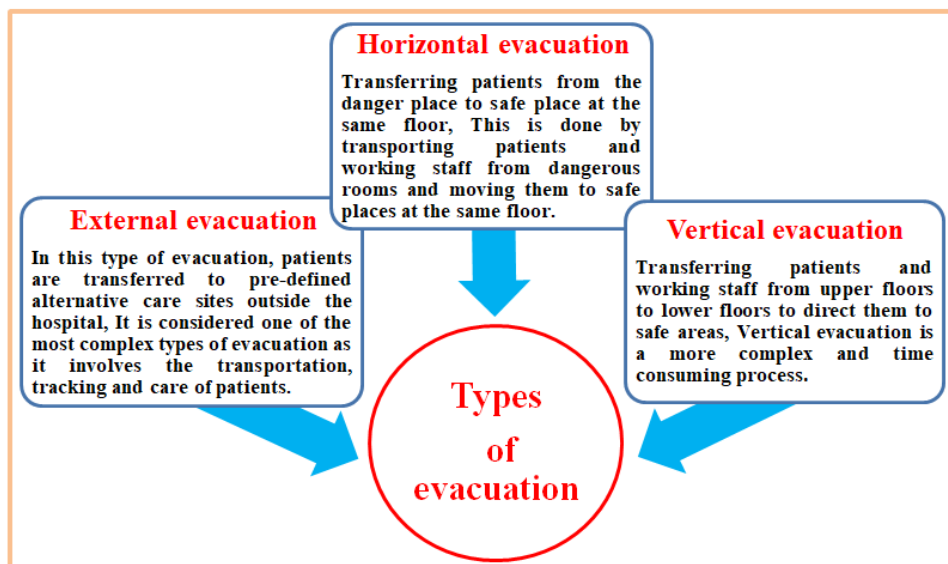 Horizontal evacuation
Transferring patients from the
danger place to safe place at the
same floor, This is done by
transporting patients and
working staff from dangerous
rooms and moving them to safe
places at the same floor.
External evacuation
In this type of evacuation, patients
are transferred to pre-defined
alternative care sites outside the
hospital, It is considered one of the
most complex types of evacuation as
it involves the transportation,
tracking and care of patients.
Vertical evacuation
Transferring patients and
working staff from upper floors
to lower floors to direct them to
safe areas, Vertical evacuation is
a more complex and time
consuming process.
Types
of
evacuation